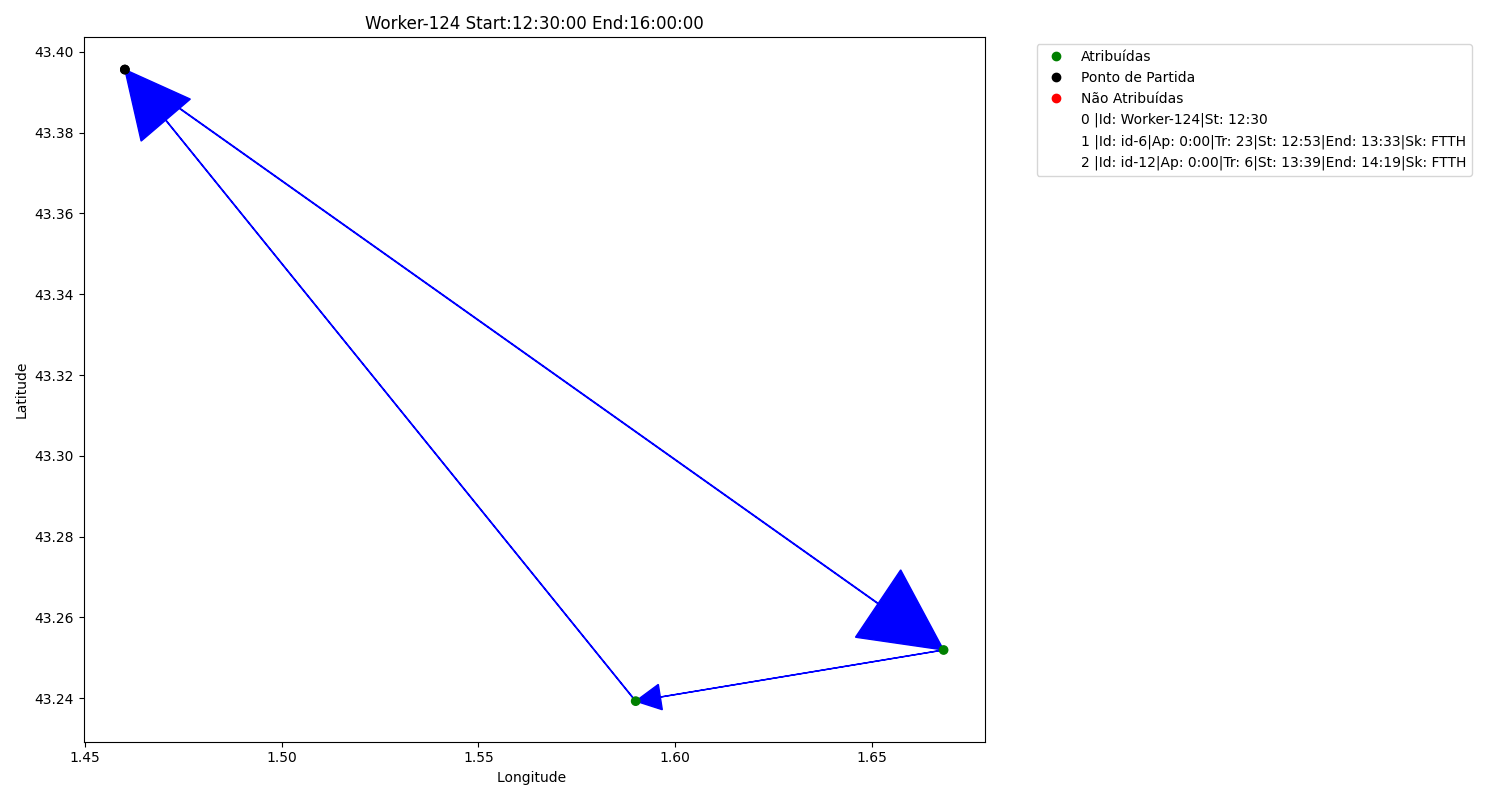 Worker-124 Start:12:30:00 End:16:00:00
43.40
43.38
43.36
43.34
43.32
43.30
43.28
43.26
43.24
Latitude
1.45
1.50
1.55
1.60
1.65
Longitude
Atribuídas
Ponto de Partida
Não Atribuídas
0 |Id: Worker-124|St: 12:30
1 |Id: id-6|Ap: 0:00|Tr: 23|St: 12:53|End: 13:33|Sk: FTTH
2 |Id: id-12|Ap: 0:00|Tr: 6|St: 13:39|End: 14:19|Sk: FTTH